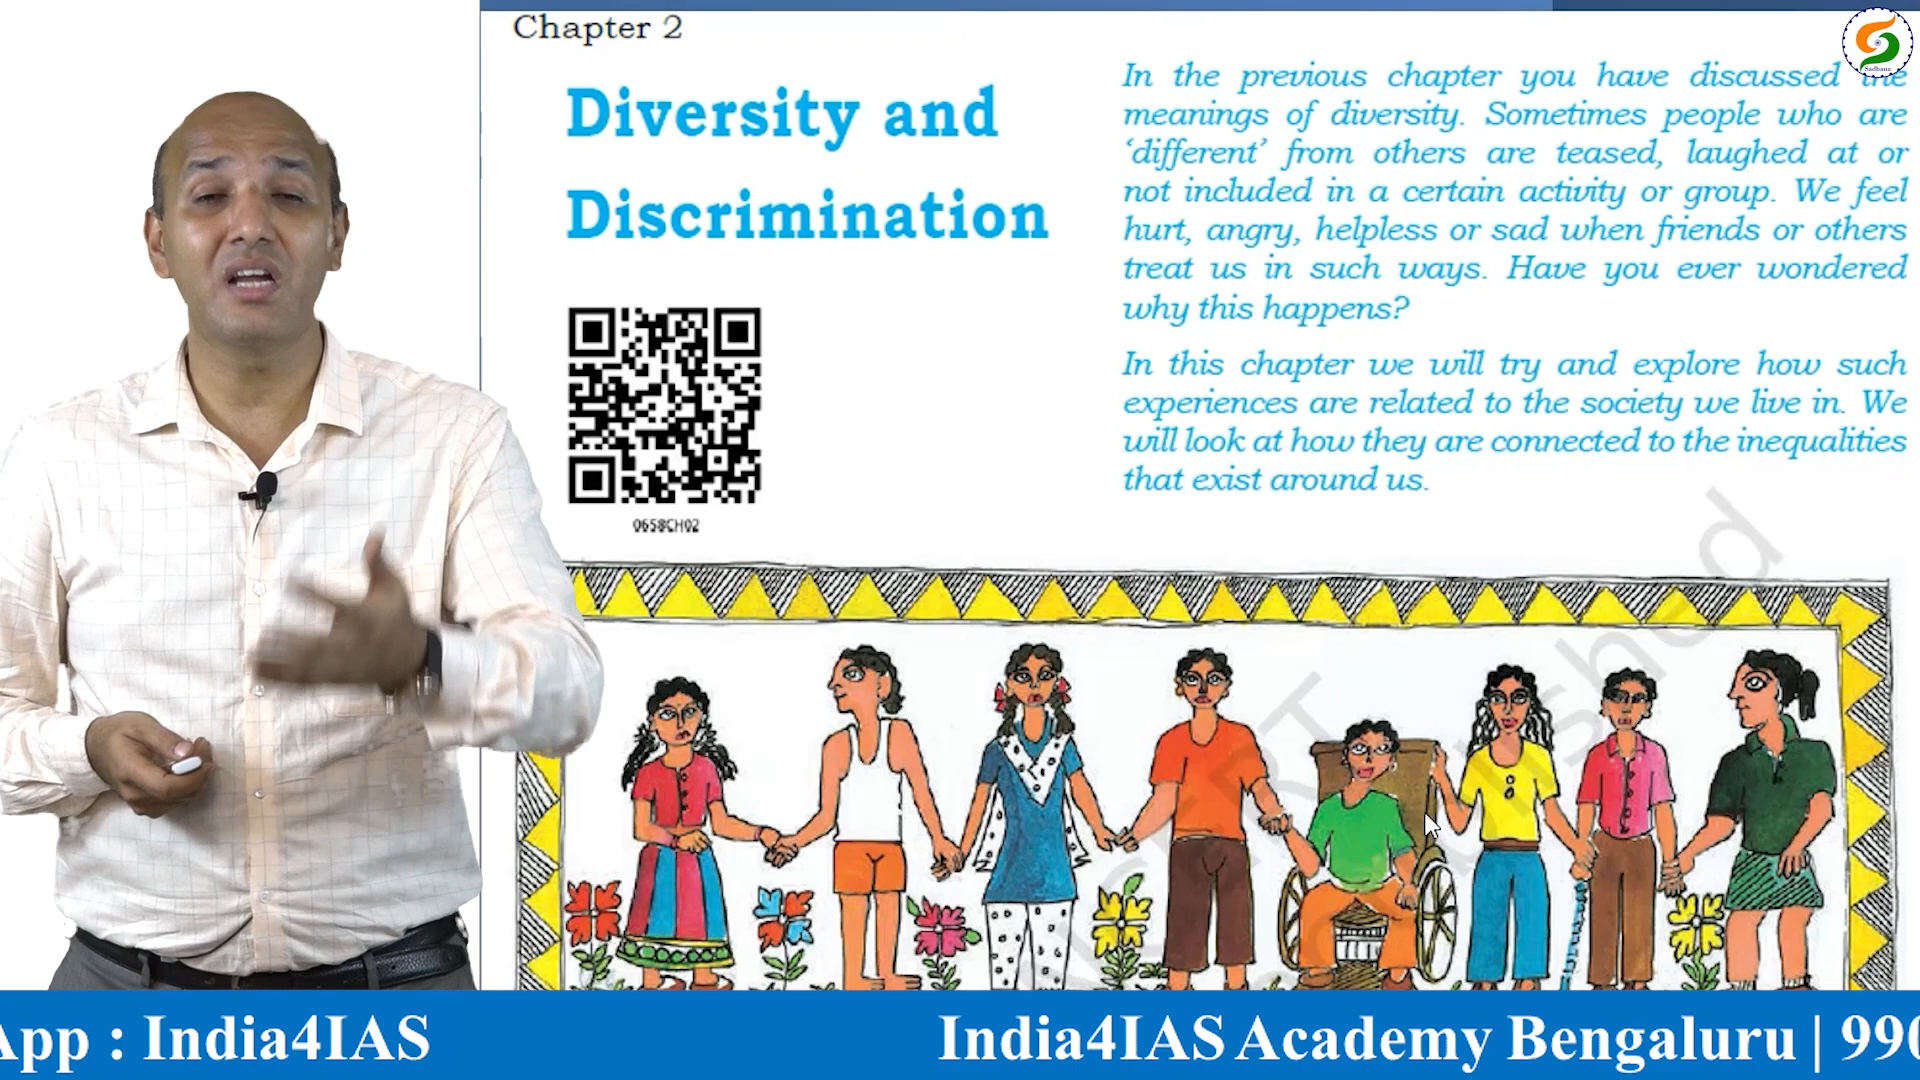 Chapter 2
Diversity and
Discrimination
0658CH02
In the previous chapter you have discussed the
meanings of diversity. Sometimes people who are
‘different’ from others are teased, laughed at or
not included in a certain activity or group. We feel
hurt, angry, helpless or sad when friends or others
treat us in such ways. Have you ever wondered
why this happens?
In this chapter we will try and explore how such
experiences are related to the society we live in. We
will look at how they are connected to the inequalities
that exist around us.
Sadhana
App : India4IAS
India4IAS Academy Bengaluru | 990